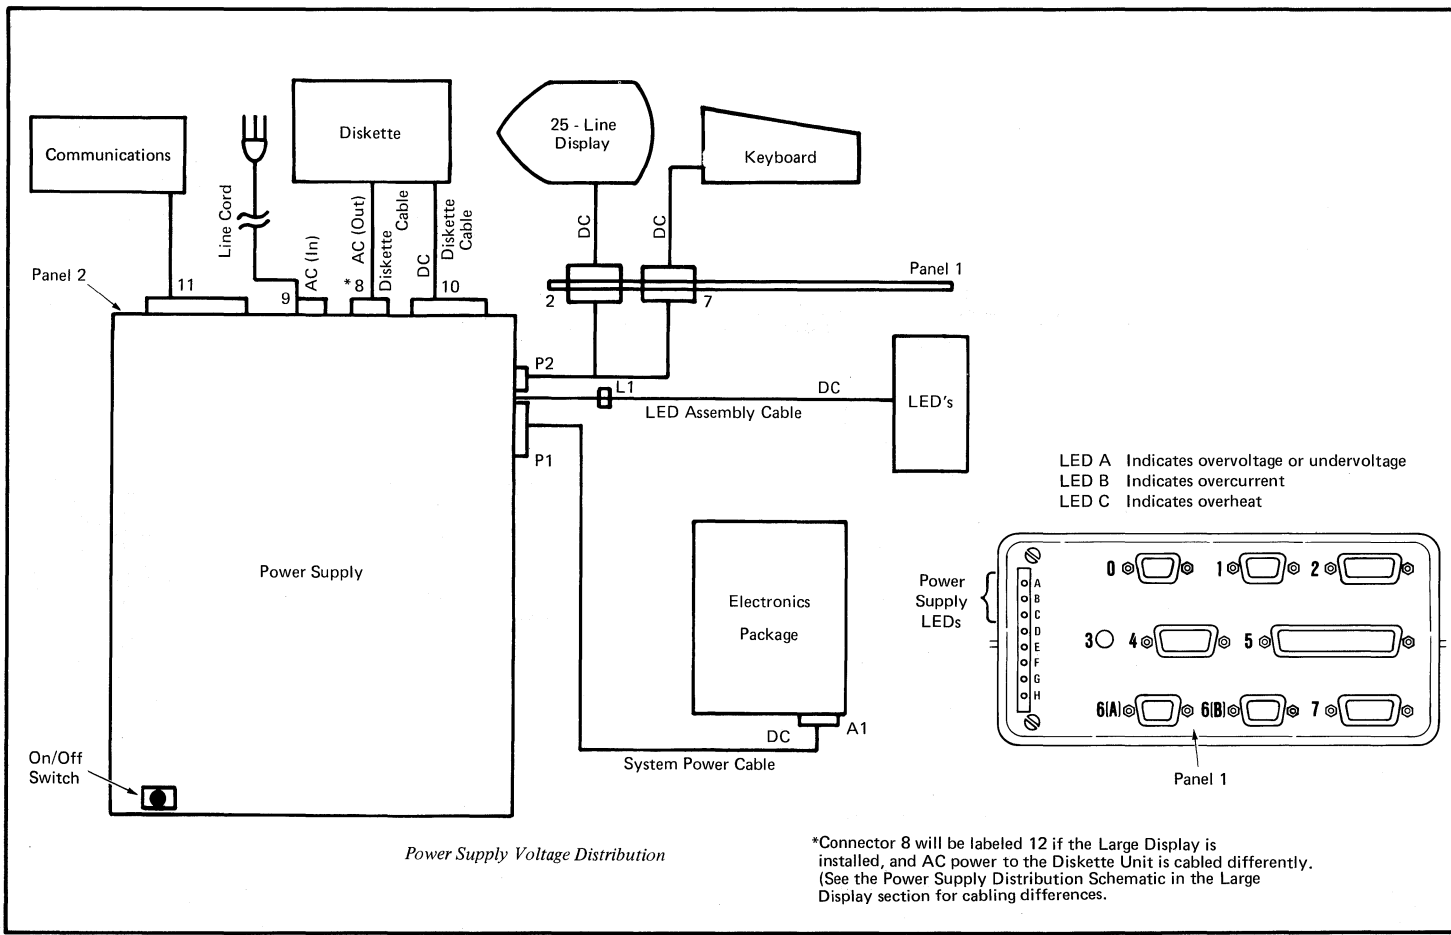 Communications
Line Cord
AC (In)
Diskette
*8 AC (Out)
Diskette
Cable
DC
Diskette
Cable
25 - Line
Display
Keyboard
DC
DC
Panel 1
Panel 2
11
9
10
2
7
P2
L1
DC
LED Assembly Cable
LED's
P1
Power Supply
Electronics
Package
A1
DC
System Power Cable
On/Off
Switch
LED A Indicates overvoltage or undervoltage
LED B Indicates overcurrent
LED C Indicates overheat
Power
Supply
LEDs
A
B
C
D
E
F
G
H
0
1
2
3
4
5
6(A)
6(B)
7
Panel 1
Power Supply Voltage Distribution
*Connector 8 will be labeled 12 if the Large Display is
installed, and AC power to the Diskette Unit is cabled differently.
(See the Power Supply Distribution Schematic in the Large
Display section for cabling differences.